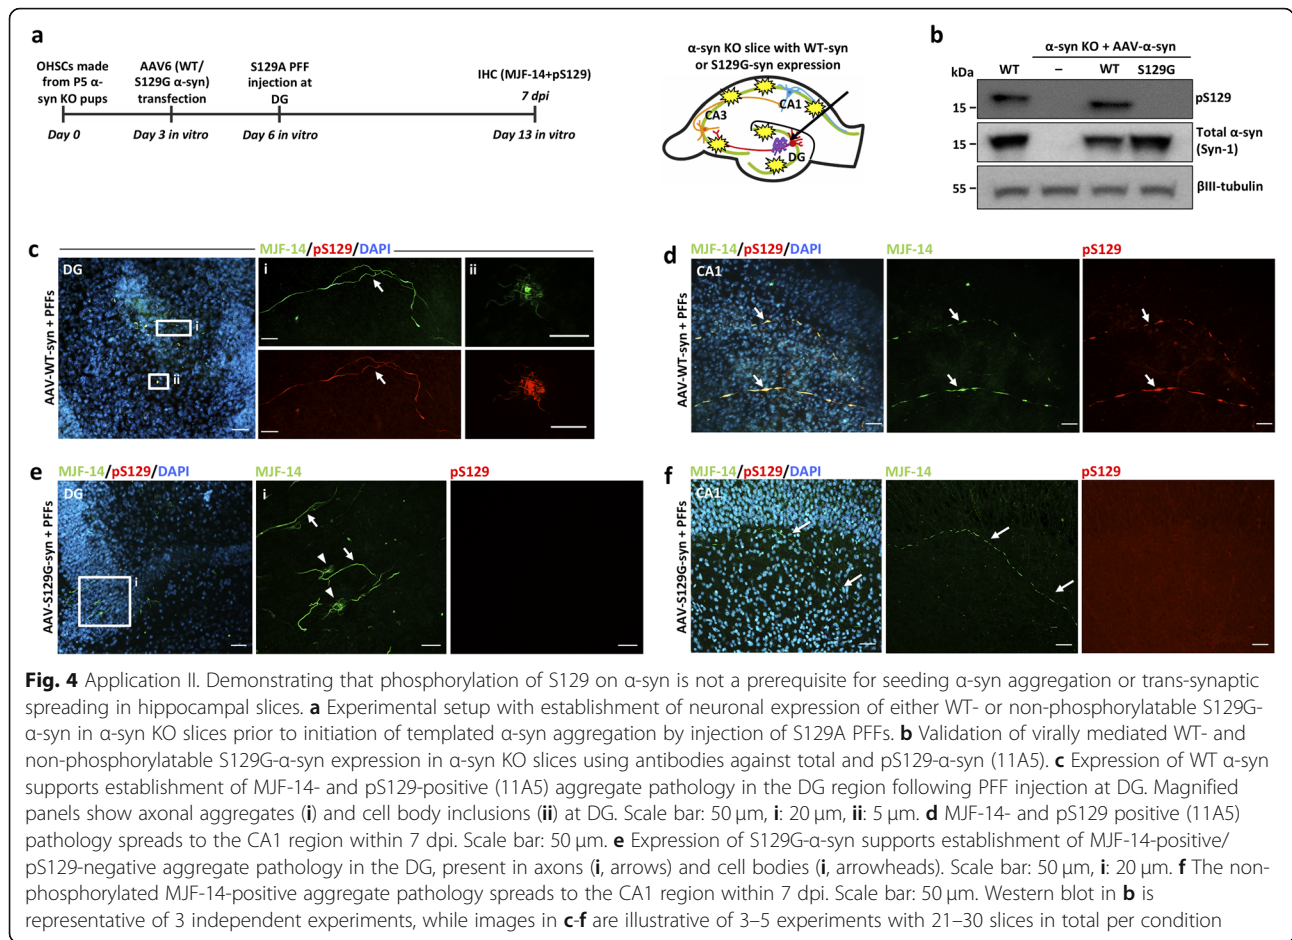 a
OHSCs made
from P5 α-
syn KO pups
AAV6 (WT/
S129G α-syn)
transfection
S129A PFF
injection at
DG
IHC (MJF-14+pS129)
7 dpi
Day 0
Day 3 in vitro
Day 6 in vitro
Day 13 in vitro
α-syn KO slice with WT-syn
or S129G-syn expression
CA1
CA3
DG
b
α-syn KO + AAV-α-syn
kDa
WT
–
WT
S129G
15
pS129
15
Total α-syn
(Syn-1)
55
βIII-tubulin
c
MJF-14/pS129/DAPI
AAV-WT-syn + PFFs
DG
i
ii
i
ii
d
MJF-14/pS129/DAPI
MJF-14
pS129
AAV-WT-syn + PFFs
CA1
e
MJF-14/pS129/DAPI
MJF-14
pS129
AAV-S129G-syn + PFFs
DG
i
i
f
MJF-14/pS129/DAPI
MJF-14
pS129
AAV-S129G-syn + PFFs
CA1
Fig. 4 Application II. Demonstrating that phosphorylation of S129 on α-syn is not a prerequisite for seeding α-syn aggregation or trans-synaptic
spreading in hippocampal slices. a Experimental setup with establishment of neuronal expression of either WT- or non-phosphorylatable S129G-
α-syn in α-syn KO slices prior to initiation of templated α-syn aggregation by injection of S129A PFFs. b Validation of virally mediated WT- and
non-phosphorylatable S129G-α-syn expression in α-syn KO slices using antibodies against total and pS129-α-syn (11A5). c Expression of WT α-syn
supports establishment of MJF-14- and pS129-positive (11A5) aggregate pathology in the DG region following PFF injection at DG. Magnified
panels show axonal aggregates (i) and cell body inclusions (ii) at DG. Scale bar: 50 μm, i: 20 μm, ii: 5 μm. d MJF-14- and pS129 positive (11A5)
pathology spreads to the CA1 region within 7 dpi. Scale bar: 50 μm. e Expression of S129G-α-syn supports establishment of MJF-14-positive/
pS129-negative aggregate pathology in the DG, present in axons (i, arrows) and cell bodies (i, arrowheads). Scale bar: 50 μm, i: 20 μm. f The non-
phosphorylated MJF-14-positive aggregate pathology spreads to the CA1 region within 7 dpi. Scale bar: 50 μm. Western blot in b is
representative of 3 independent experiments, while images in c-f are illustrative of 3–5 experiments with 21–30 slices in total per condition